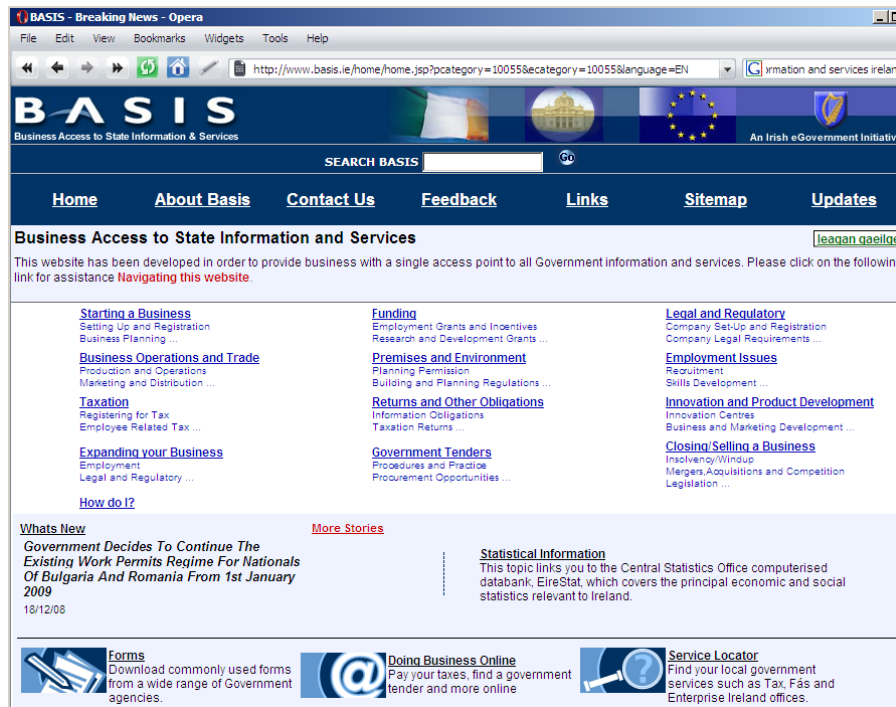 BASIS - Breaking News - Opera
File Edit View Bookmarks Widgets Tools Help
http://www.basis.ie/home/home.jsp?pcategory=10055&ecategory=10055&language=EN
G rmation and services irelan
BASIS
Business Access to State Information & Services
An Irish eGovernment Initiativ
SEARCH BASIS Go
Home About Basis Contact Us Feedback Links Sitemap Updates
Business Access to State Information and Services
leagan gaeilge
This website has been developed in order to provide business with a single access point to all Government information and services. Please click on the followin
link for assistance Navigating this website.
Starting a Business
Setting Up and Registration
Business Planning ...
Funding
Employment Grants and Incentives
Research and Development Grants ...
Legal and Regulatory
Company Set-Up and Registration
Company Legal Requirements ...
Business Operations and Trade
Production and Operations
Marketing and Distribution ...
Premises and Environment
Planning Permission
Building and Planning Regulations ...
Employment Issues
Recruitment
Skills Development ...
Taxation
Registering for Tax
Employee Related Tax ...
Returns and Other Obligations
Information Obligations
Taxation Returns ...
Innovation and Product Development
Innovation Centres
Business and Marketing Development ...
Expanding your Business
Employment
Legal and Regulatory ...
Government Tenders
Procedures and Practice
Procurement Opportunities ...
Closing/Selling a Business
Insolvency/Windup
Mergers,Acquisitions and Competition
Legislation ...
How do I?
Whats New
More Stories
Government Decides To Continue The
Existing Work Permits Regime For Nationals
Of Bulgaria And Romania From 1st January
2009
18/12/08
Statistical Information
This topic links you to the Central Statistics Office computerised
databank, EireStat, which covers the principal economic and social
statistics relevant to Ireland.
Forms
Download commonly used forms
from a wide range of Government
agencies.
@
Doing Business Online
Pay your taxes, find a government
tender and more online
?
Service Locator
Find your local government
services such as Tax, Fás and
Enterprise Ireland offices.